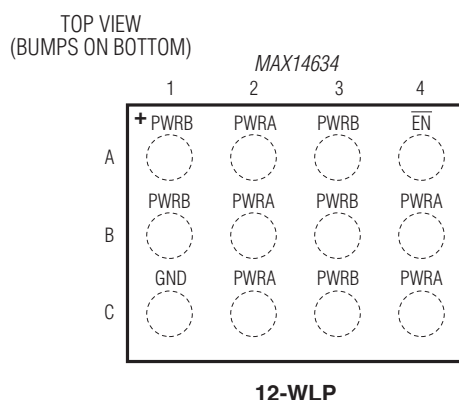 TOP VIEW
(BUMPS ON BOTTOM)
MAX14634
1 2 3 4
+ PWRB PWRA PWRB E̅N̅
A
PWRB PWRA PWRB PWRA
B
GND PWRA PWRB PWRA
C
12-WLP